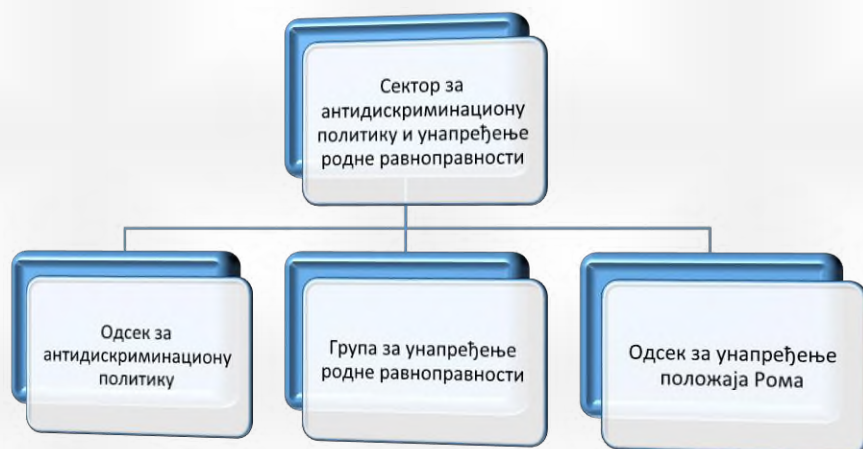 Сектор за
антидискриминациону
политику и унапређење
родне равноправности
Одсек за
антидискриминациону
политику
Група за унапређење
родне равноправности
Одсек за унапређење
положаја Рома